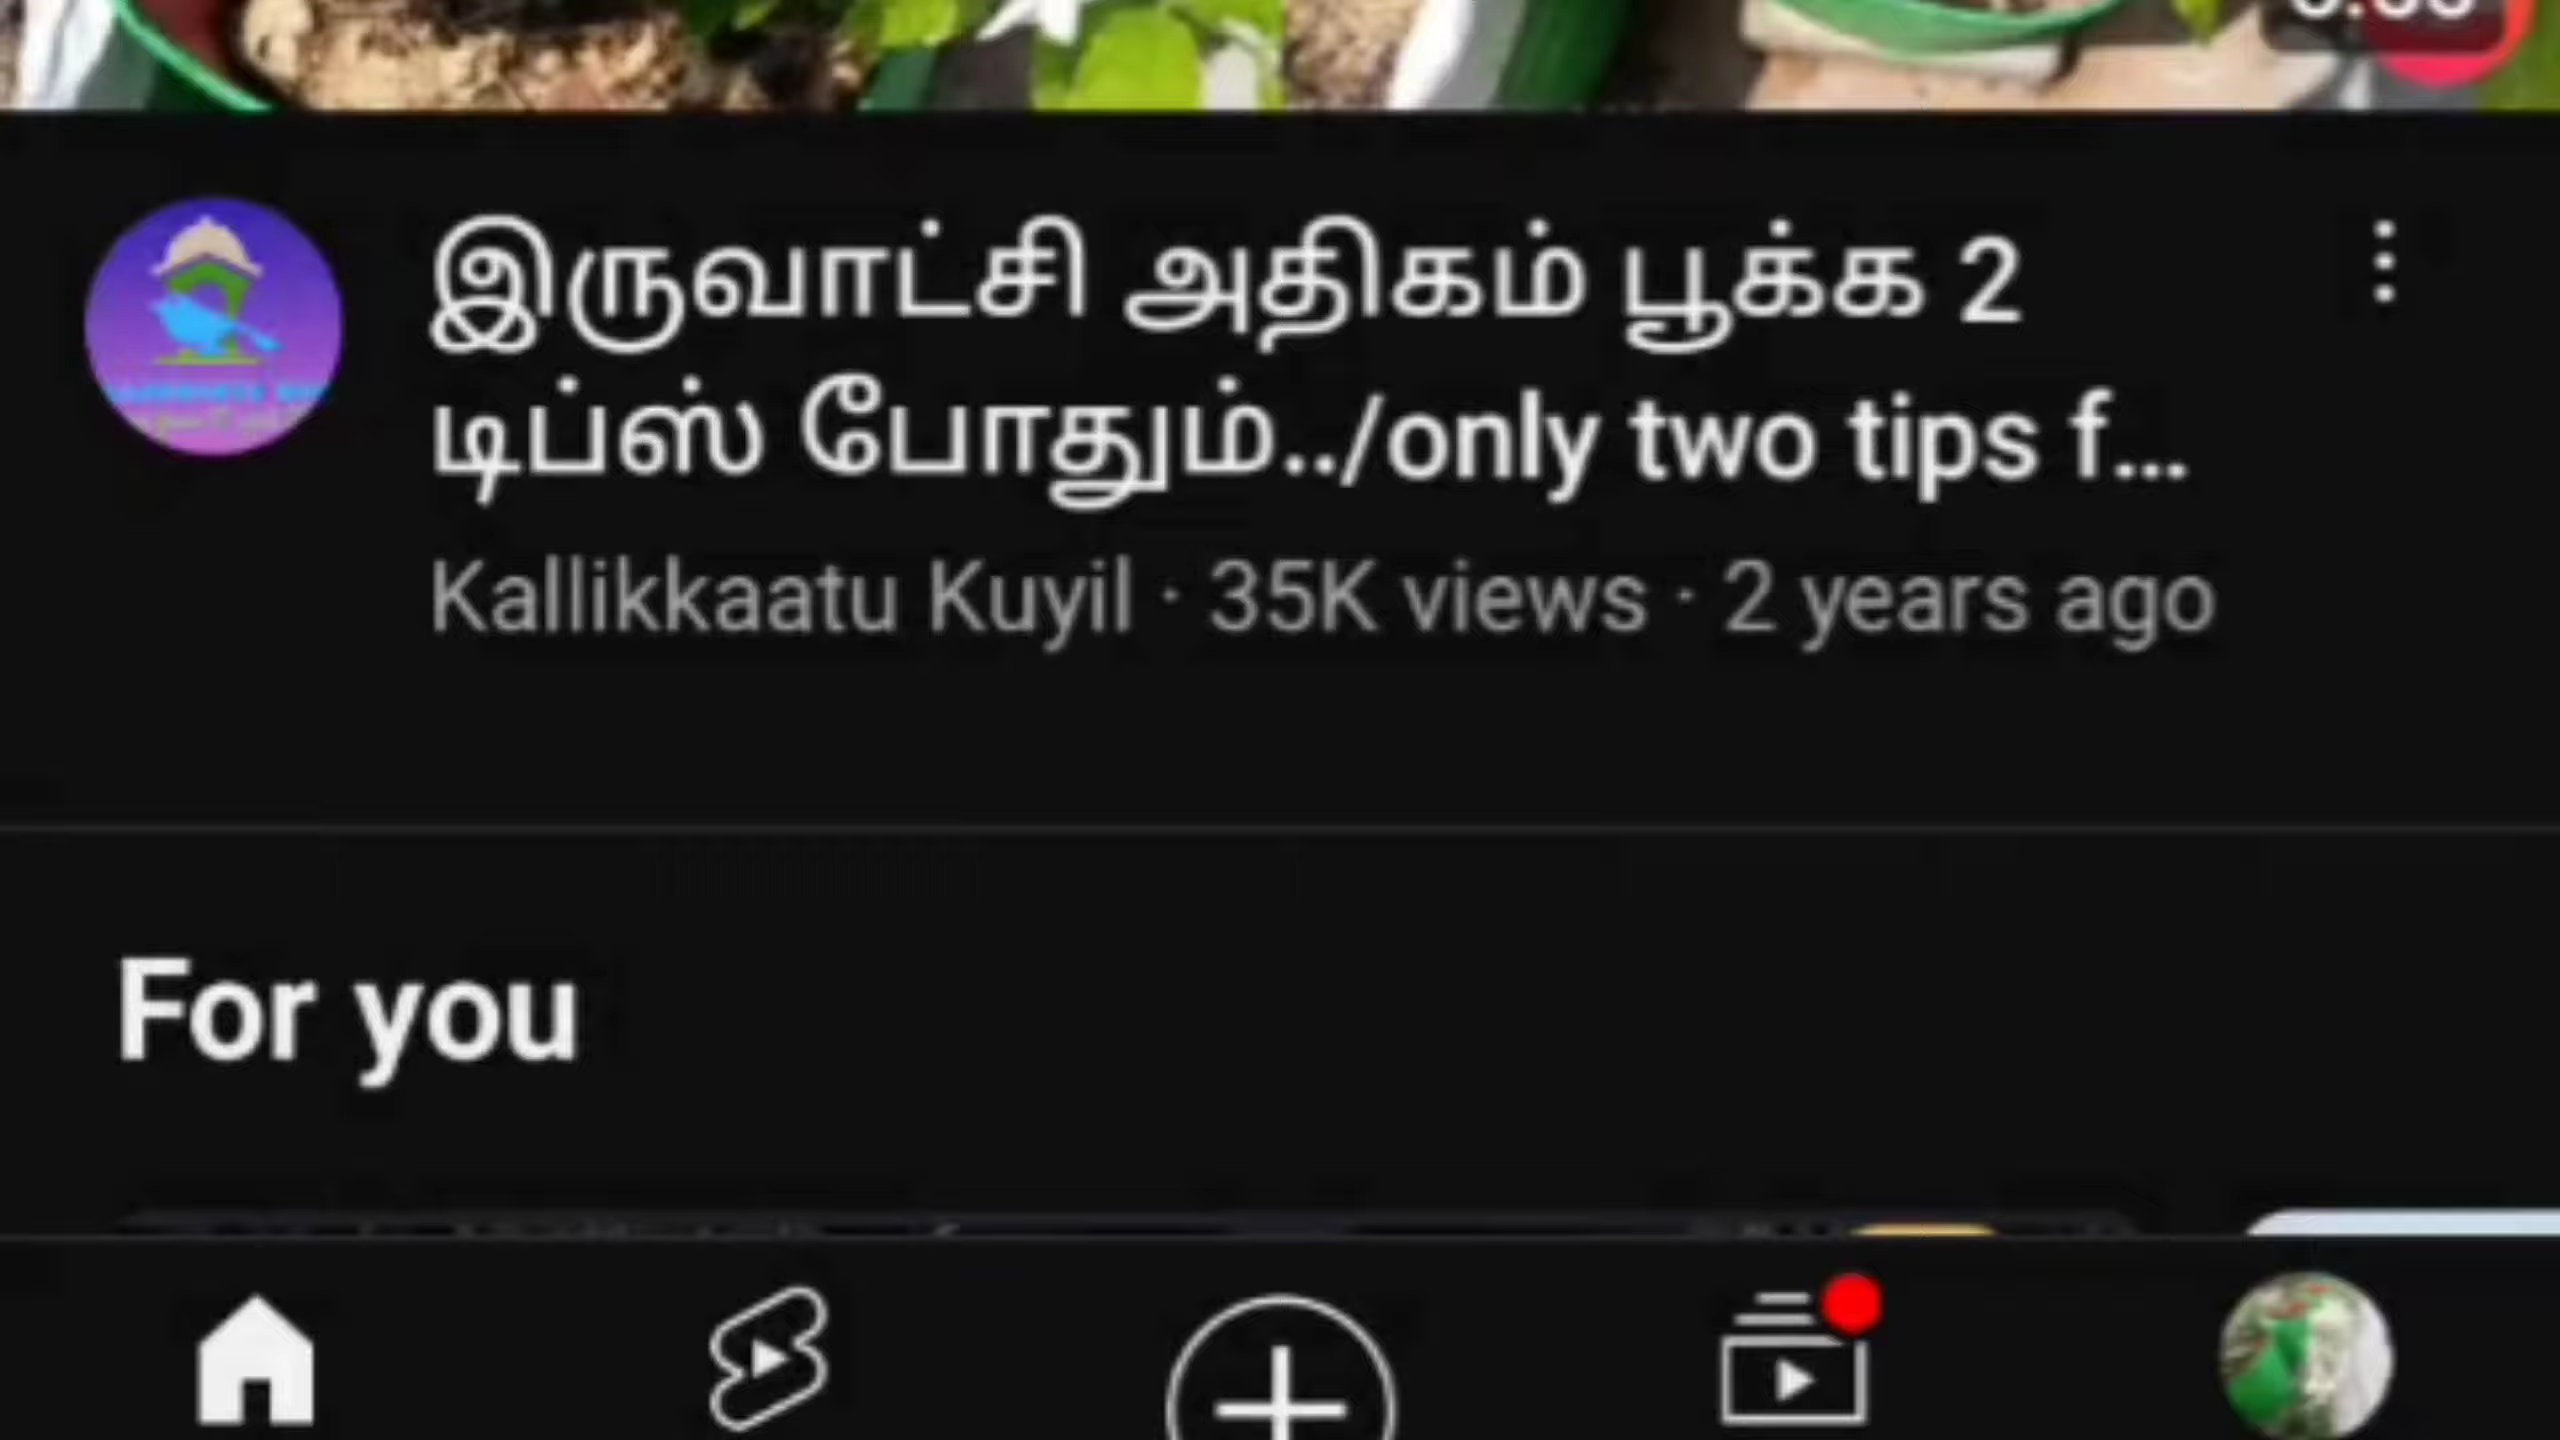 இருவாட்சி அதிகம் பூக்க 2
டிப்ஸ் போதும்../only two tips f...
Kallikkaatu Kuyil · 35K views · 2 years ago
For you